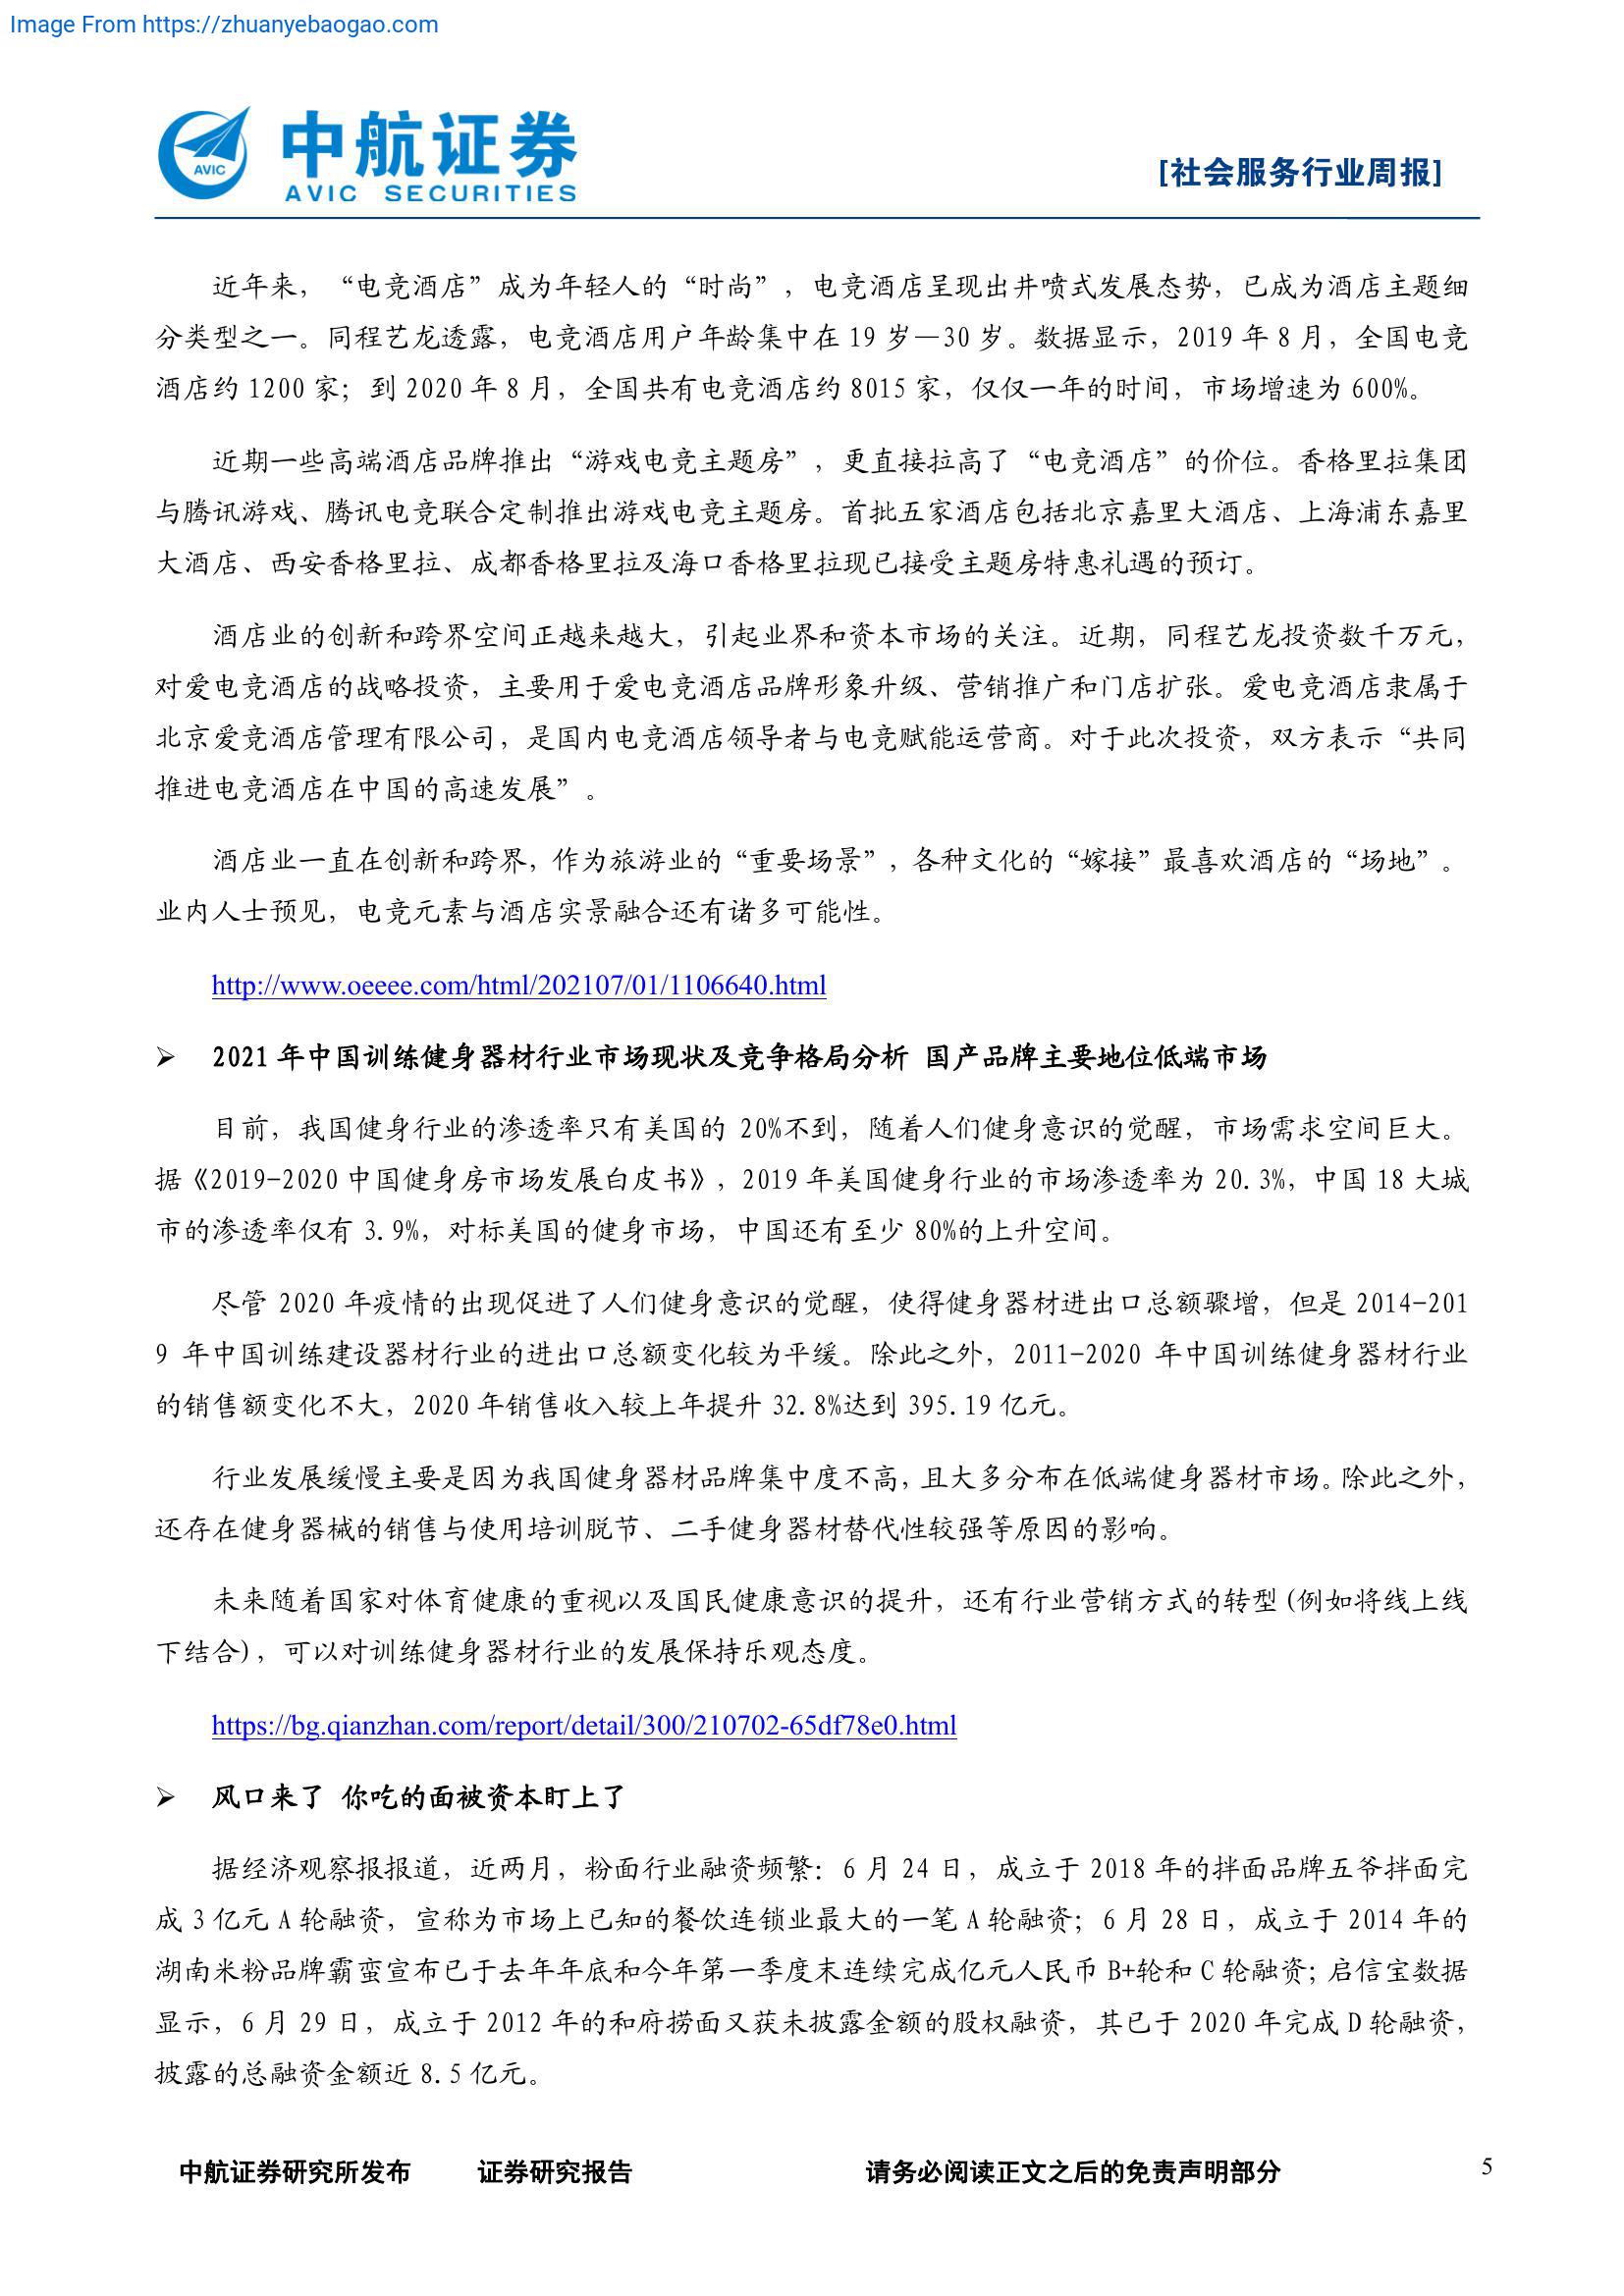 Image From https://zhuanyebaogao.com
AVIC
中航证券
AVIC SECURITIES
[社会服务行业周报]
近年来，“电竞酒店”成为年轻人的“时尚”，电竞酒店呈现出井喷式发展态势，已成为酒店主题细
分类型之一。同程艺龙透露，电竞酒店用户年龄集中在 19 岁—30 岁。数据显示，2019 年 8 月，全国电竞
酒店约 1200 家；到 2020 年 8 月，全国共有电竞酒店约 8015 家，仅仅一年的时间，市场增速为 600%。
近期一些高端酒店品牌推出“游戏电竞主题房”，更直接拉高了“电竞酒店”的价位。香格里拉集团
与腾讯游戏、腾讯电竞联合定制推出游戏电竞主题房。首批五家酒店包括北京嘉里大酒店、上海浦东嘉里
大酒店、西安香格里拉、成都香格里拉及海口香格里拉现已接受主题房特惠礼遇的预订。
酒店业的创新和跨界空间正越来越大，引起业界和资本市场的关注。近期，同程艺龙投资数千万元，
对爱电竞酒店的战略投资，主要用于爱电竞酒店品牌形象升级、营销推广和门店扩张。爱电竞酒店隶属于
北京爱竞酒店管理有限公司，是国内电竞酒店领导者与电竞赋能运营商。对于此次投资，双方表示“共同
推进电竞酒店在中国的高速发展”。
酒店业一直在创新和跨界，作为旅游业的“重要场景”，各种文化的“嫁接”最喜欢酒店的“场地”。
业内人士预见，电竞元素与酒店实景融合还有诸多可能性。
http://www.oeeee.com/html/202107/01/1106640.html
➢ 2021 年中国训练健身器材行业市场现状及竞争格局分析 国产品牌主要地位低端市场
目前，我国健身行业的渗透率只有美国的 20%不到，随着人们健身意识的觉醒，市场需求空间巨大。
据《2019-2020 中国健身房市场发展白皮书》，2019 年美国健身行业的市场渗透率为 20.3%，中国 18 大城
市的渗透率仅有 3.9%，对标美国的健身市场，中国还有至少 80%的上升空间。
尽管 2020 年疫情的出现促进了人们健身意识的觉醒，使得健身器材进出口总额骤增，但是 2014-201
9 年中国训练建设器材行业的进出口总额变化较为平缓。除此之外，2011-2020 年中国训练健身器材行业
的销售额变化不大，2020 年销售收入较上年提升 32.8%达到 395.19 亿元。
行业发展缓慢主要是因为我国健身器材品牌集中度不高，且大多分布在低端健身器材市场。除此之外，
还存在健身器械的销售与使用培训脱节、二手健身器材替代性较强等原因的影响。
未来随着国家对体育健康的重视以及国民健康意识的提升，还有行业营销方式的转型(例如将线上线
下结合)，可以对训练健身器材行业的发展保持乐观态度。
https://bg.qianzhan.com/report/detail/300/210702-65df78e0.html
➢ 风口来了 你吃的面被资本盯上了
据经济观察报报道，近两月，粉面行业融资频繁：6 月 24 日，成立于 2018 年的拌面品牌五爷拌面完
成 3 亿元 A 轮融资，宣称为市场上已知的餐饮连锁业最大的一笔 A 轮融资；6 月 28 日，成立于 2014 年的
湖南米粉品牌霸蛮宣布已于去年年底和今年第一季度末连续完成亿元人民币 B+轮和 C 轮融资；启信宝数据
显示，6 月 29 日，成立于 2012 年的和府捞面又获未披露金额的股权融资，其已于 2020 年完成 D 轮融资，
披露的总融资金额近 8.5 亿元。
中航证券研究所发布 证券研究报告 请务必阅读正文之后的免责声明部分 5